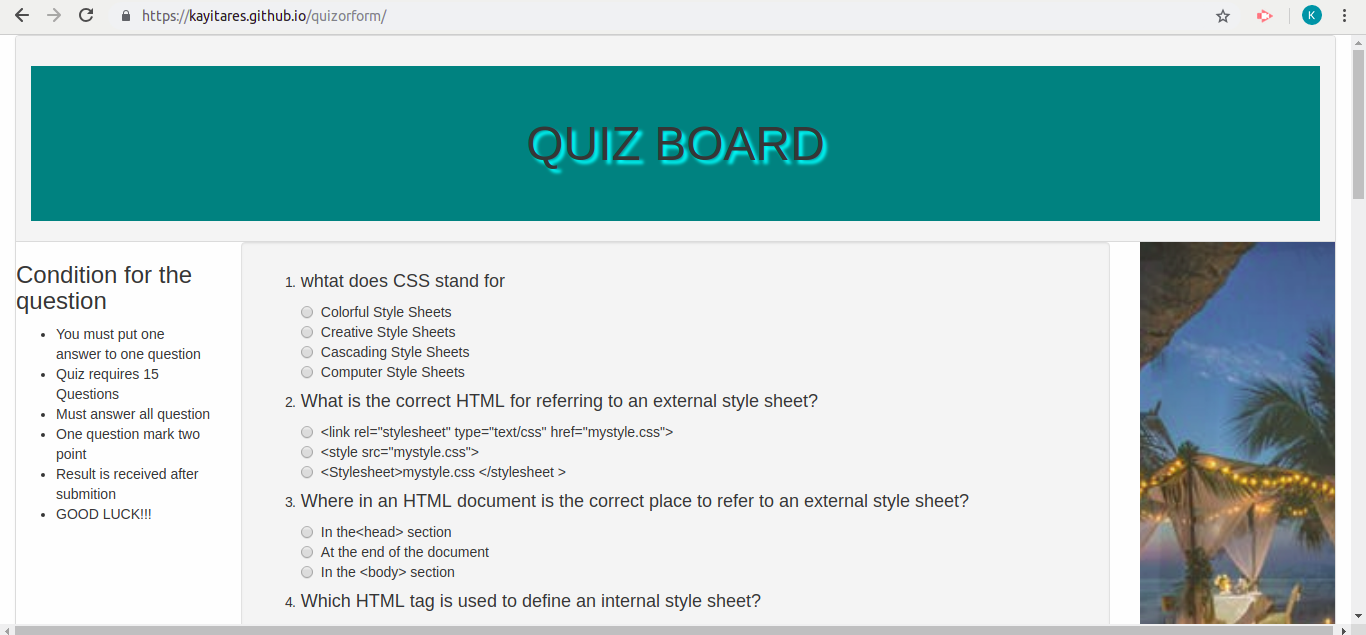 https://kayitares.github.io/quizorform/
K
QUIZ BOARD
Condition for the
question
• You must put one
answer to one question
• Quiz requires 15
Questions
• Must answer all question
• One question mark two
point
• Result is received after
submition
• GOOD LUCK!!!
1. whtat does CSS stand for
Colorful Style Sheets
Creative Style Sheets
Cascading Style Sheets
Computer Style Sheets
2. What is the correct HTML for referring to an external style sheet?
<link rel="stylesheet" type="text/css" href="mystyle.css">
<style src="mystyle.css">
<Stylesheet>mystyle.css </stylesheet >
3. Where in an HTML document is the correct place to refer to an external style sheet?
In the<head> section
At the end of the document
In the <body> section
4. Which HTML tag is used to define an internal style sheet?